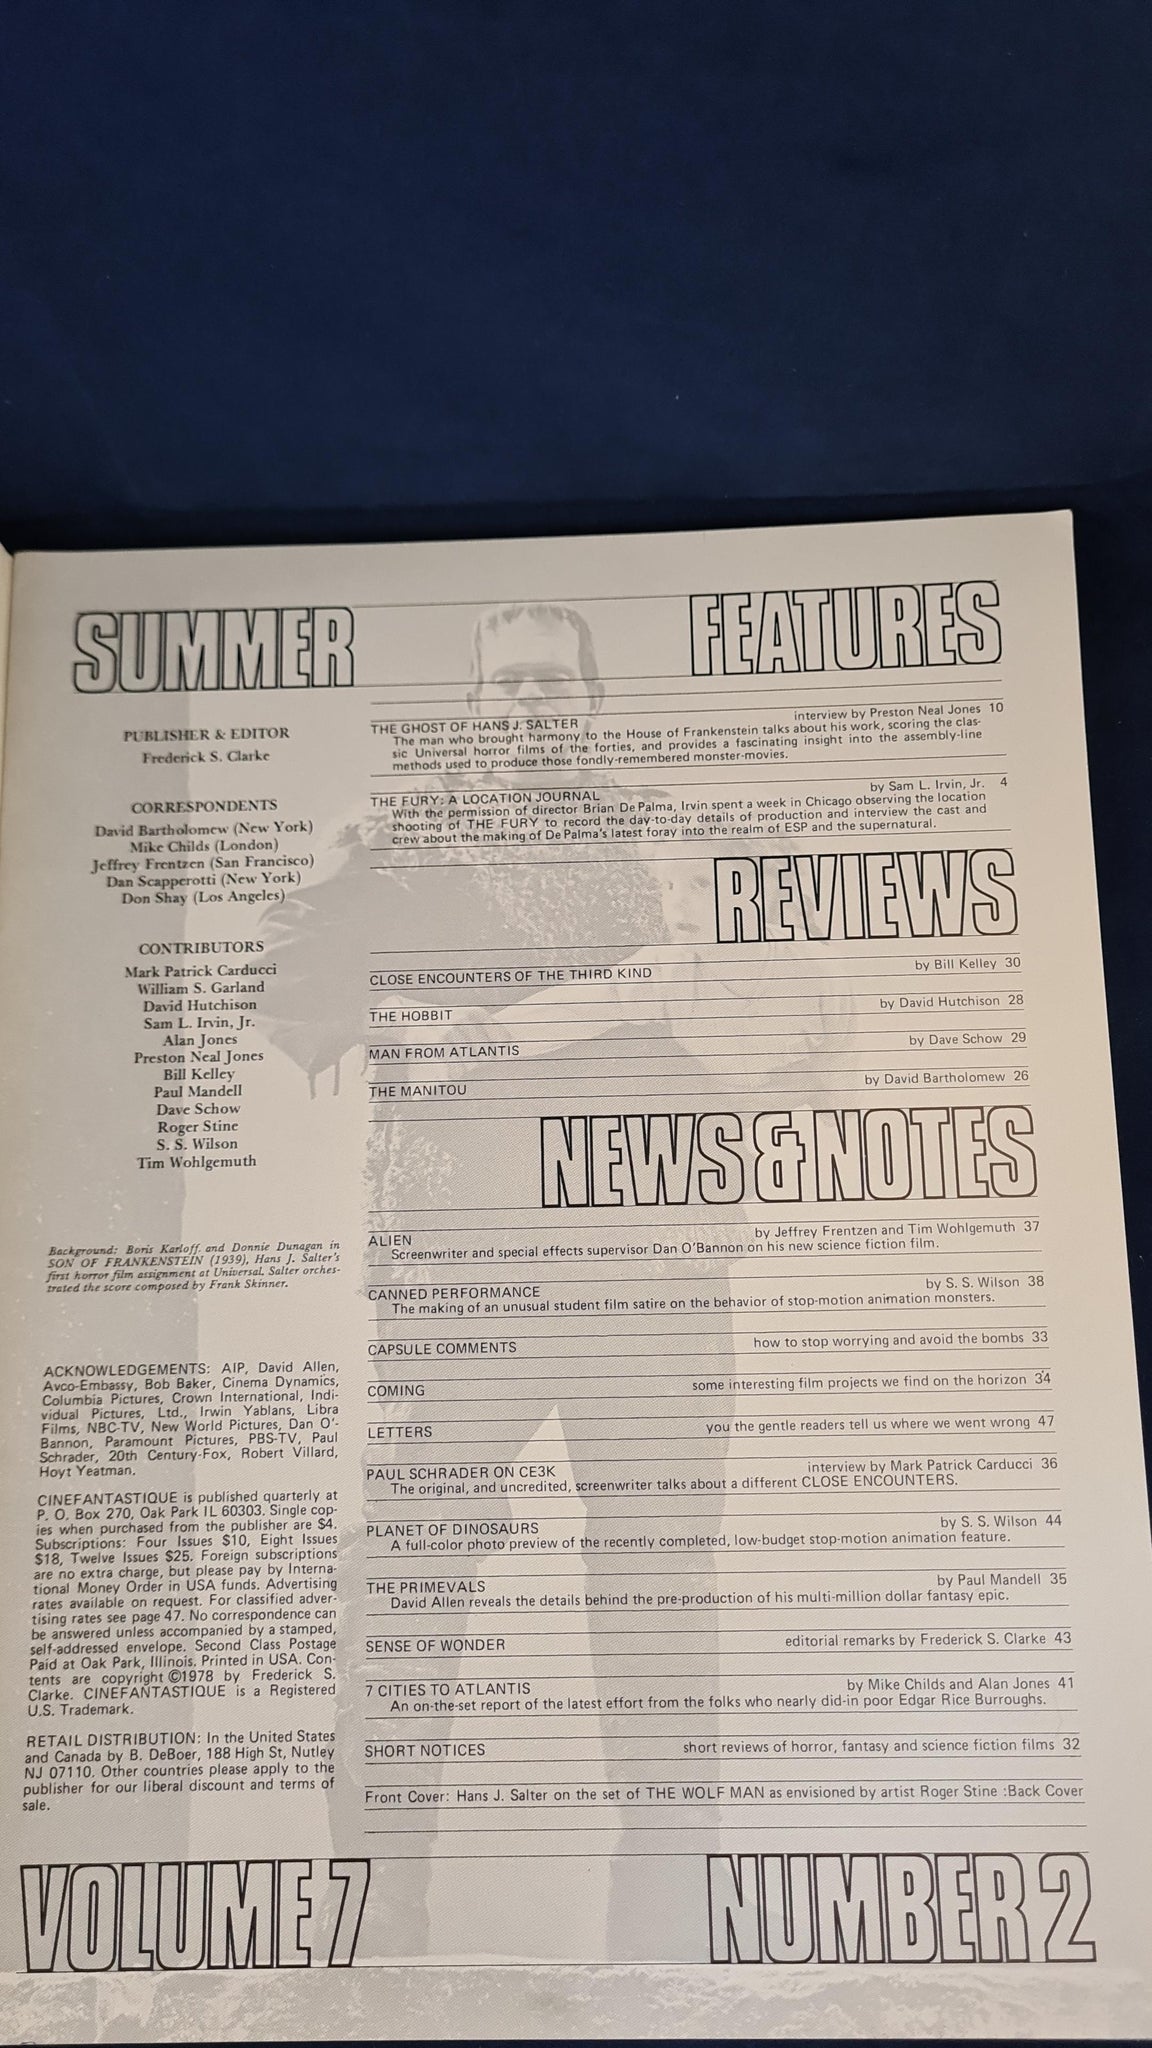 SUMMER
PUBLISHER & EDITOR
Frederick S. Clarke
CORRESPONDENTS
David Bartholomew (New York)
Mike Childs (London)
Jeffrey Frentzen (San Francisco)
Dan Scapperotti (New York)
Don Shay (Los Angeles)
CONTRIBUTORS
Mark Patrick Carducci
William S. Garland
David Hutchison
Sam L. Irvin, Jr.
Alan Jones
Preston Neal Jones
Bill Kelley
Paul Mandell
Dave Schow
Roger Stine
S. S. Wilson
Tim Wohlgemuth
Background: Boris Karloff and Donnie Dunagan in
SON OF FRANKENSTEIN (1939), Hans J. Salter's
first horror film assignment at Universal. Salter orches-
trated the score composed by Frank Skinner.
ACKNOWLEDGEMENTS: AIP, David Allen,
Avco-Embassy, Bob Baker, Cinema Dynamics,
Columbia Pictures, Crown International, Indi-
vidual Pictures, Ltd., Irwin Yablans, Libra
Films, NBC-TV, New World Pictures, Dan O'-
Bannon, Paramount Pictures, PBS-TV, Paul
Schrader, 20th Century-Fox, Robert Villard,
Hoyt Yeatman.
CINEFANTASTIQUE is published quarterly at
P. O. Box 270, Oak Park IL 60303. Single cop-
ies when purchased from the publisher are $4.
Subscriptions: Four Issues $10, Eight Issues
$18, Twelve Issues $25. Foreign subscriptions
are no extra charge, but please pay by Interna-
tional Money Order in USA funds. Advertising
rates available on request. For classified adver-
tising rates see page 47. No correspondence can
be answered unless accompanied by a stamped,
self-addressed envelope. Second Class Postage
Paid at Oak Park, Illinois. Printed in USA. Con-
tents are copyright ©1978 by Frederick S.
Clarke. CINEFANTASTIQUE is a Registered
U.S. Trademark.
RETAIL DISTRIBUTION: In the United States
and Canada by B. DeBoer, 188 High St, Nutley
NJ 07110. Other countries please apply to the
publisher for our liberal discount and terms of
sale.
FEATURES
THE GHOST OF HANS J. SALTER interview by Preston Neal Jones 10
The man who brought harmony to the House of Frankenstein talks about his work, scoring the clas-
sic Universal horror films of the forties, and provides a fascinating insight into the assembly-line
methods used to produce those fondly-remembered monster-movies.
THE FURY: A LOCATION JOURNAL by Sam L. Irvin, Jr. 4
With the permission of director Brian De Palma, Irvin spent a week in Chicago observing the location
shooting of THE FURY to record the day-to-day details of production and interview the cast and
crew about the making of De Palma's latest foray into the realm of ESP and the supernatural.
REVIEWS
CLOSE ENCOUNTERS OF THE THIRD KIND by Bill Kelley 30
THE HOBBIT by David Hutchison 28
MAN FROM ATLANTIS by Dave Schow 29
THE MANITOU by David Bartholomew 26
NEWS & NOTES
ALIEN by Jeffrey Frentzen and Tim Wohlgemuth 37
Screenwriter and special effects supervisor Dan O'Bannon on his new science fiction film.
CANNED PERFORMANCE by S. S. Wilson 38
The making of an unusual student film satire on the behavior of stop-motion animation monsters.
CAPSULE COMMENTS how to stop worrying and avoid the bombs 33
COMING some interesting film projects we find on the horizon 34
LETTERS you the gentle readers tell us where we went wrong 47
PAUL SCHRADER ON CE3K interview by Mark Patrick Carducci 36
The original, and uncredited, screenwriter talks about a different CLOSE ENCOUNTERS.
PLANET OF DINOSAURS by S. S. Wilson 44
A full-color photo preview of the recently completed, low-budget stop-motion animation feature.
THE PRIMEVALS by Paul Mandell 35
David Allen reveals the details behind the pre-production of his multi-million dollar fantasy epic.
SENSE OF WONDER editorial remarks by Frederick S. Clarke 43
7 CITIES TO ATLANTIS by Mike Childs and Alan Jones 41
An on-the-set report of the latest effort from the folks who nearly did-in poor Edgar Rice Burroughs.
SHORT NOTICES short reviews of horror, fantasy and science fiction films 32
Front Cover: Hans J. Salter on the set of THE WOLF MAN as envisioned by artist Roger Stine :Back Cover
VOLUME 7 NUMBER 2